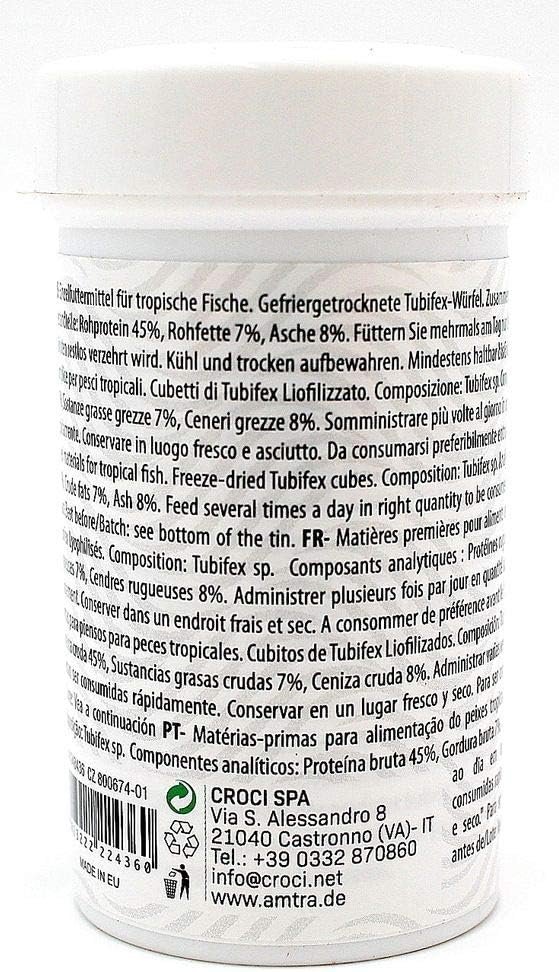 für tropische Fische. Gefriergetrocknete Tubifex-Würfel.
Rohprotein 45%, Rohfette 7%, Asche 8%. Füttern Sie mehrmals am Tag
restlos verzehrt wird. Kühl und trocken aufbewahren. Mindestens haltbar
per pesci tropicali. Cubetti di Tubifex Liofilizzato. Composizione: Tubifex sp.
Sostanze grasse grezze 7%, Ceneri grezze 8%. Somministrare più volte al giorno
Conservare in luogo fresco e asciutto. Da consumarsi preferibilmente
materials for tropical fish. Freeze-dried Tubifex cubes. Composition: Tubifex sp.
fats 7%, Ash 8%. Feed several times a day in right quantity to be
before/Batch: see bottom of the tin. FR- Matières premières pour
Lyophilisés. Composition: Tubifex sp. Composants analytiques : Protéines
7%, Cendres rugueuses 8%. Administrer plusieurs fois par jour en
Conserver dans un endroit frais et sec. A consommer de préférence avant
para piensos para peces tropicales. Cubitos de Tubifex Liofilizados. Composición:
cruda 45%, Sustancias grasas crudas 7%, Ceniza cruda 8%. Administrar
ser consumidas rápidamente. Conservar en un lugar fresco y seco. Para
Vea a continuación PT- Matérias-primas para alimentação do peixes
Tubifex sp. Componentes analíticos: Proteína bruta 45%, Gordura bruta
ao dia em
consumidas
e seco." Para
antes de/Lote
CZ 800674-01
224360
MADE IN EU
CROCI SPA
Via S. Alessandro 8
21040 Castronno (VA)- IT
Tel.: +39 0332 870860
info@croci.net
www.amtra.de